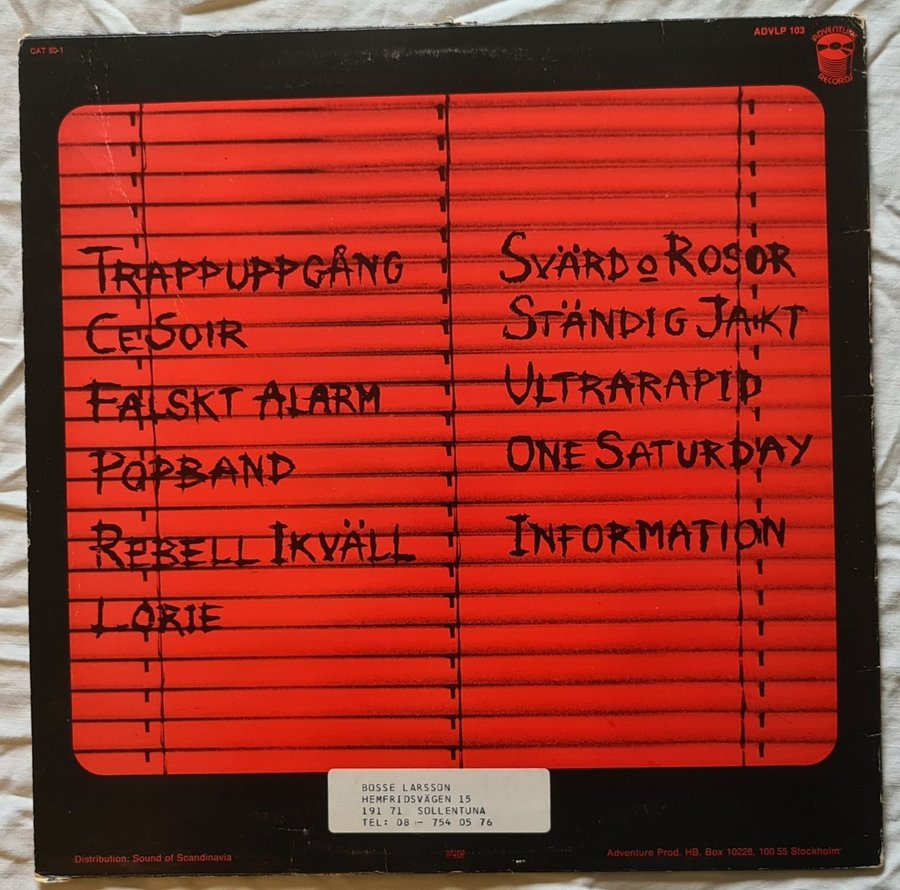 CAT 50-1
ADVLP 103
ADVENTURE
RECORDS
TRAPPUPPGÅNG
CE SOIR
FALSKT ALARM
POPBAND
REBELL IKVÄLL
LORIE
SVÄRD O ROSOR
STÄNDIG JAKT
ULTRARAPID
ONE SATURDAY
INFORMATION
BOSSE LARSSON
HEMFRIDSVÄGEN 15
191 71 SOLLENTUNA
TEL: 08 - 754 05 76
Distribution: Sound of Scandinavia
Adventure Prod. HB, Box 10228, 100 55 Stockholm